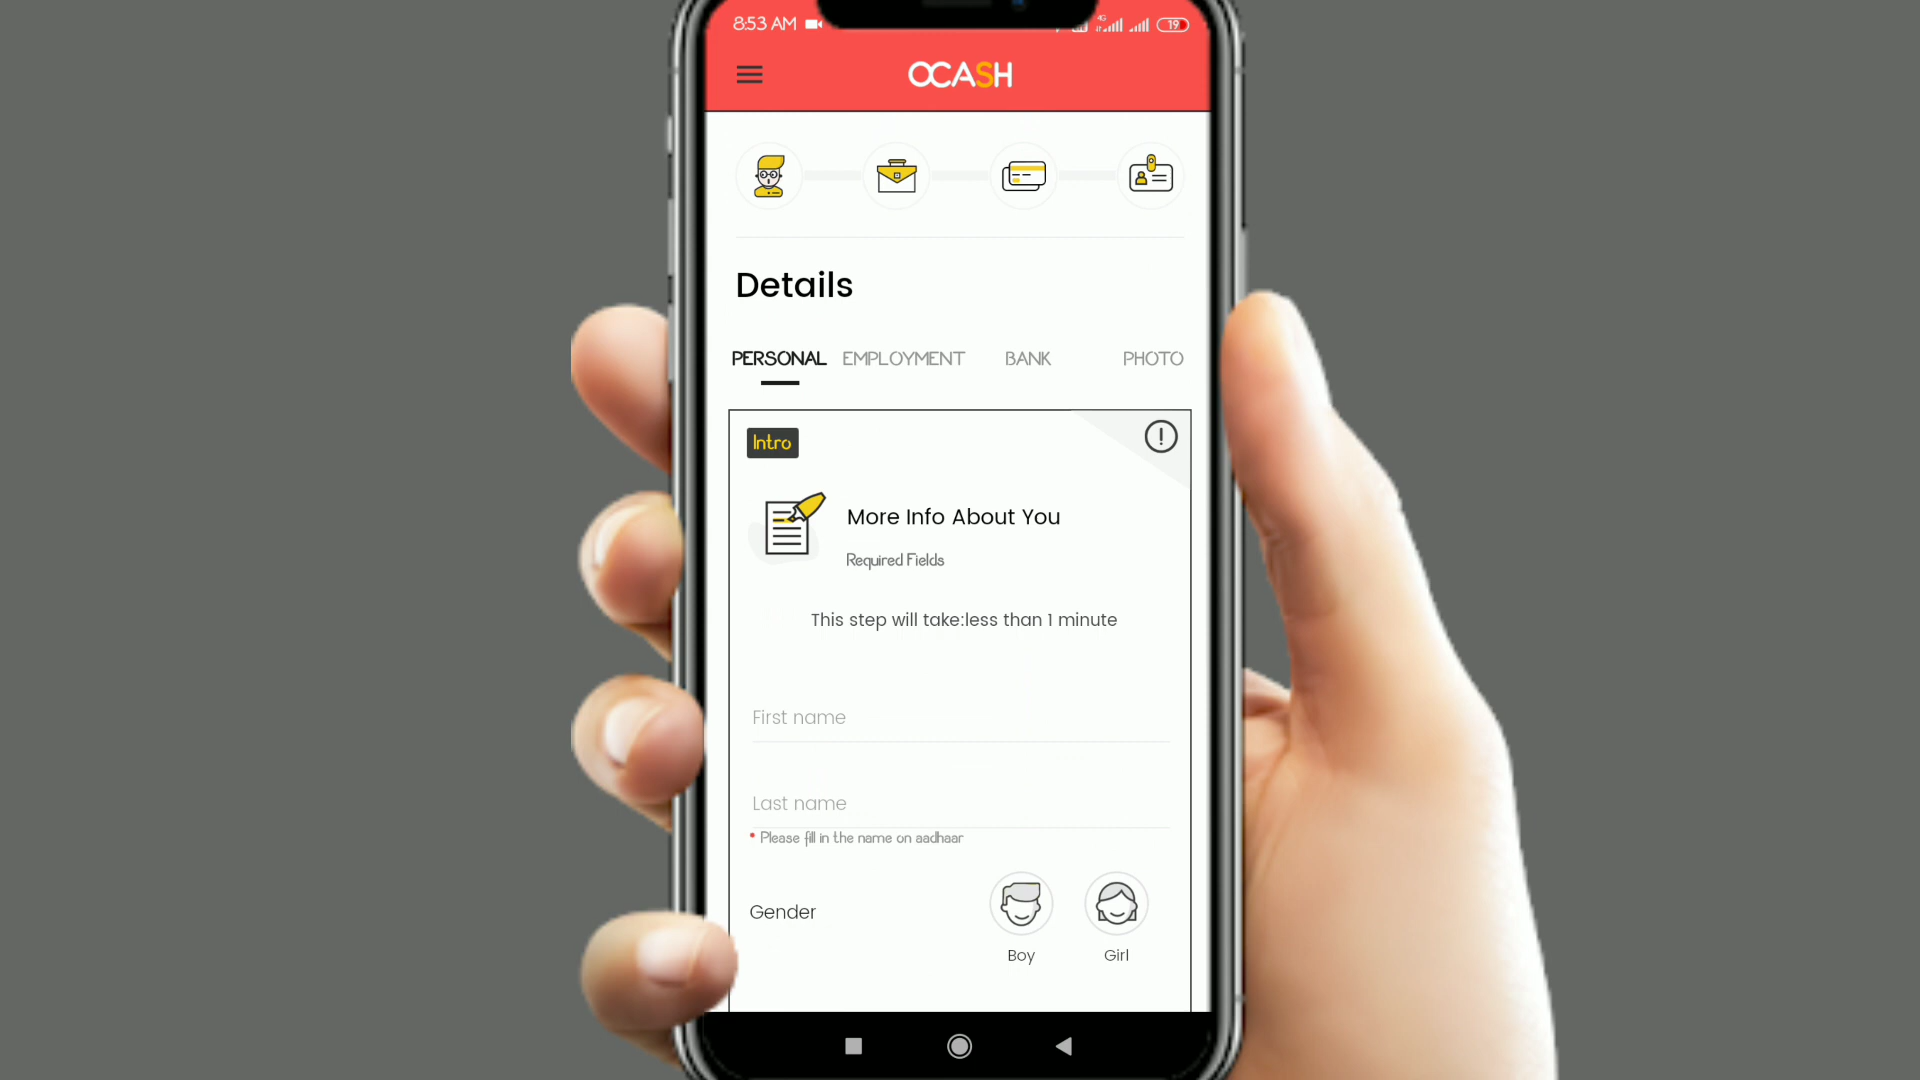 8:53 AM
4G
19
OCASH
Details
PERSONAL EMPLOYMENT BANK PHOTO
Intro
More Info About You
Required Fields
This step will take:less than 1 minute
First name
Last name
* Please fill in the name on aadhaar
Gender
Boy Girl